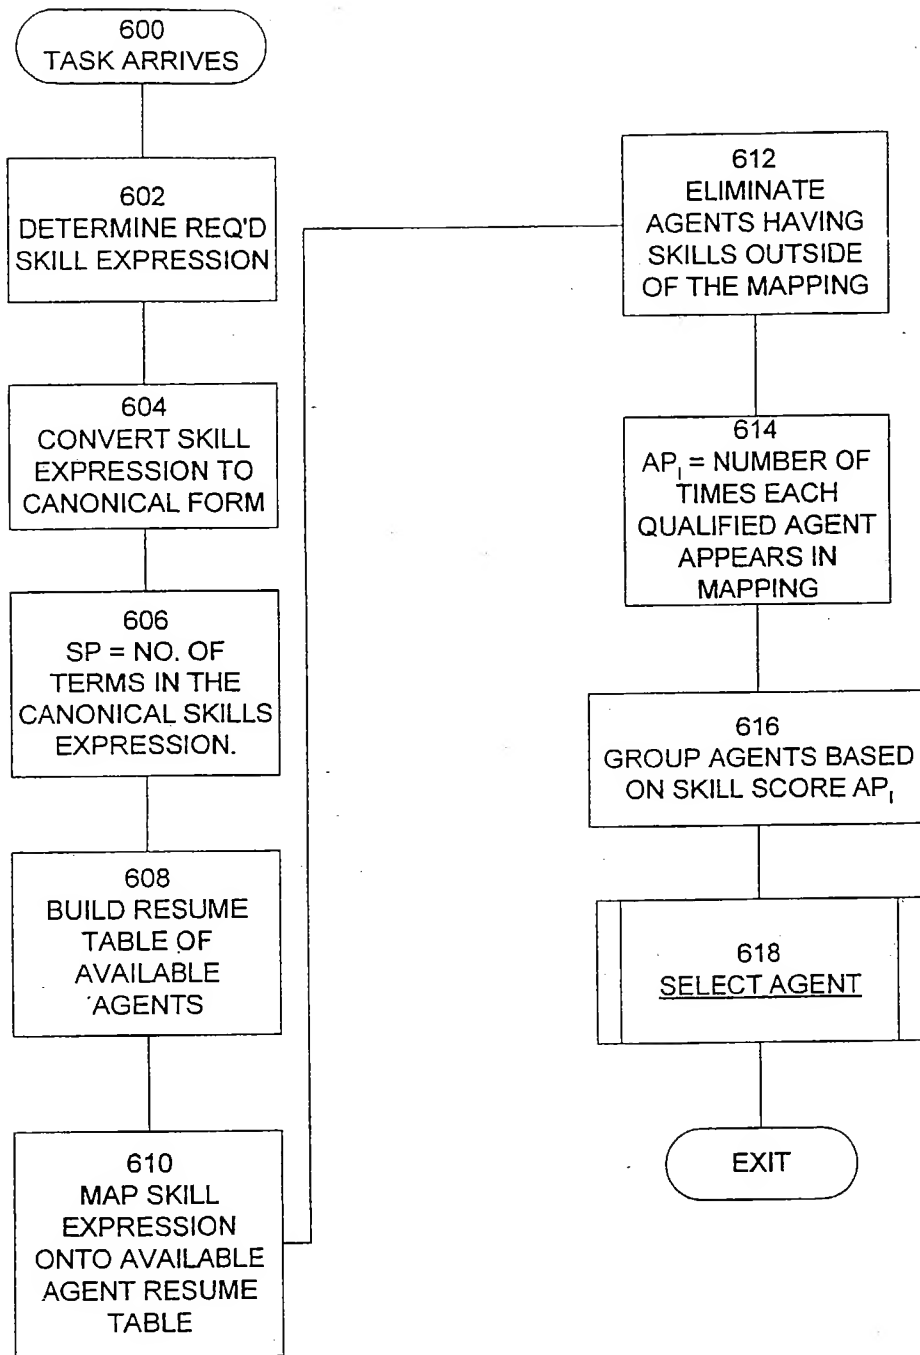 600
TASK ARRIVES
602
DETERMINE REQ'D
SKILL EXPRESSION
604
CONVERT SKILL
EXPRESSION TO
CANONICAL FORM
606
SP = NO. OF
TERMS IN THE
CANONICAL SKILLS
EXPRESSION.
608
BUILD RESUME
TABLE OF
AVAILABLE
AGENTS
610
MAP SKILL
EXPRESSION
ONTO AVAILABLE
AGENT RESUME
TABLE
612
ELIMINATE
AGENTS HAVING
SKILLS OUTSIDE
OF THE MAPPING
614
AP_I = NUMBER OF
TIMES EACH
QUALIFIED AGENT
APPEARS IN
MAPPING
616
GROUP AGENTS BASED
ON SKILL SCORE AP_I
618
SELECT AGENT
EXIT